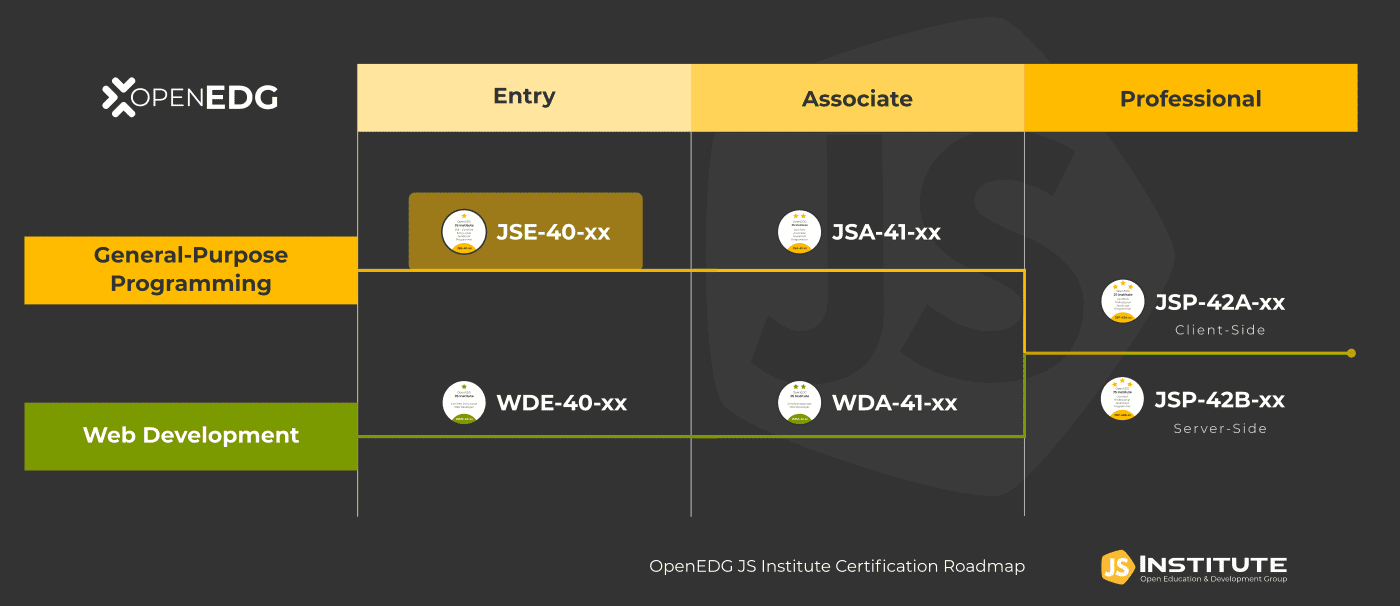 OPENEDG
Entry
Associate
Professional
General-Purpose
Programming
JSE-40-xx
JSA-41-xx
JSP-42A-xx
Client-Side
Web Development
WDE-40-xx
WDA-41-xx
JSP-42B-xx
Server-Side
JS
OpenEDG JS Institute Certification Roadmap
JS INSTITUTE
Open Education & Development Group